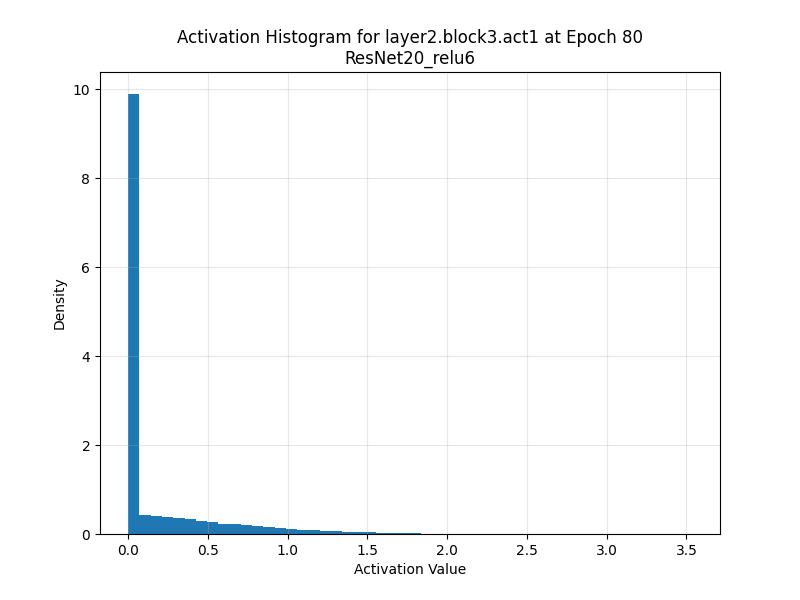 Activation Histogram for layer2.block3.act1 at Epoch 80
ResNet20_relu6
10
8
6
4
2
0
Density
0.0 0.5 1.0 1.5 2.0 2.5 3.0 3.5
Activation Value